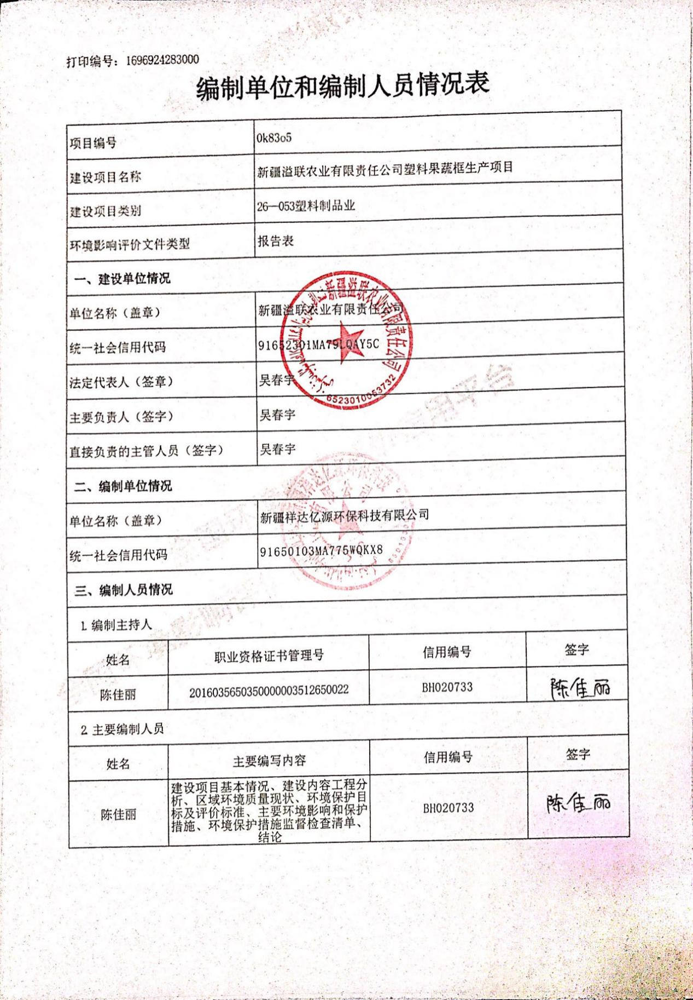 打印编号：1696924283000
编制单位和编制人员情况表
项目编号 0k83o5
建设项目名称 新疆溢联农业有限责任公司塑料果蔬框生产项目
建设项目类别 26—053塑料制品业
环境影响评价文件类型 报告表
一、建设单位情况
单位名称（盖章） 新疆溢联农业有限责任公司
统一社会信用代码 91652301MA79LQAY5C
法定代表人（签章） 吴春宇
主要负责人（签字） 吴春宇
直接负责的主管人员（签字） 吴春宇
新疆溢联农业有限责任公司
6523010053732
二、编制单位情况
单位名称（盖章） 新疆祥达亿源环保科技有限公司
统一社会信用代码 91650103MA775WQKX8
新疆祥达亿源环保科技
有限公司
三、编制人员情况
1.编制主持人
姓名 职业资格证书管理号 信用编号 签字
陈佳丽 2016035650350000003512650022 BH020733 陈佳丽
2.主要编制人员
姓名 主要编写内容 信用编号 签字
建设项目基本情况、建设内容工程分
析、区域环境质量现状、环境保护目
标及评价标准、主要环境影响和保护
措施、环境保护措施监督检查清单、
结论
陈佳丽 BH020733 陈佳丽